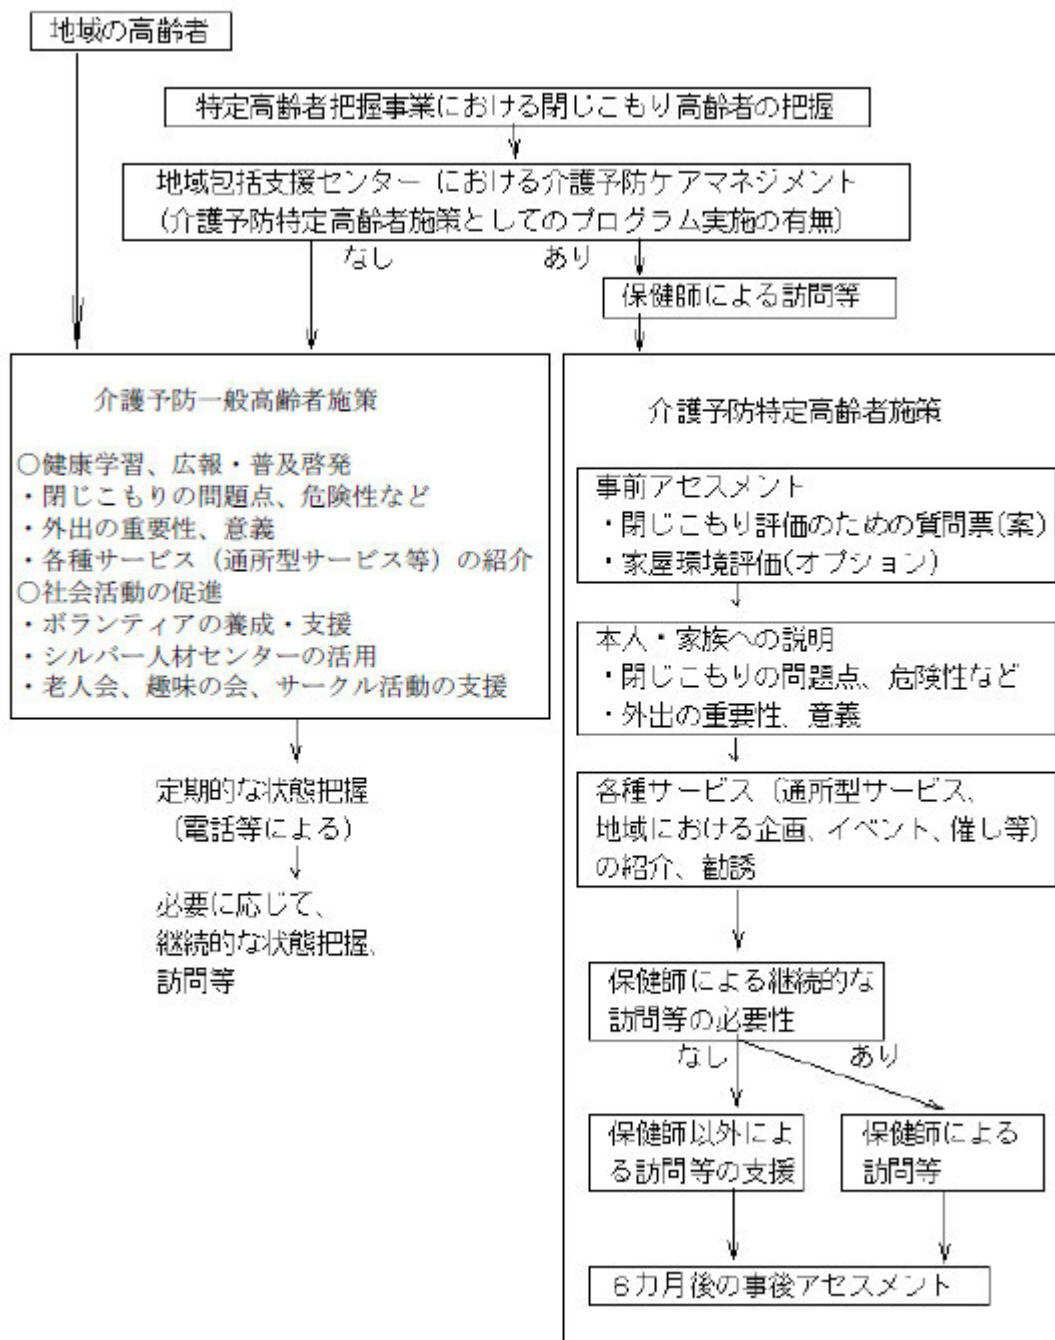 地域の高齢者
特定高齢者把握事業における閉じこもり高齢者の把握
地域包括支援センター における介護予防ケアマネジメント
(介護予防特定高齢者施策としてのプログラム実施の有無)
なし
あり
保健師による訪問等
介護予防一般高齢者施策
○健康学習、広報・普及啓発
・閉じこもりの問題点、危険性など
・外出の重要性、意義
・各種サービス（通所型サービス等）の紹介
○社会活動の促進
・ボランティアの養成・支援
・シルバー人材センターの活用
・老人会、趣味の会、サークル活動の支援
定期的な状態把握
（電話等による）
必要に応じて、
継続的な状態把握、
訪問等
介護予防特定高齢者施策
事前アセスメント
・閉じこもり評価のための質問票(案)
・家屋環境評価(オプション)
本人・家族への説明
・閉じこもりの問題点、危険性など
・外出の重要性、意義
各種サービス（通所型サービス、
地域における企画、イベント、催し等）
の紹介、勧誘
保健師による継続的な
訪問等の必要性
なし
あり
保健師以外によ
る訪問等の支援
保健師による
訪問等
6カ月後の事後アセスメント